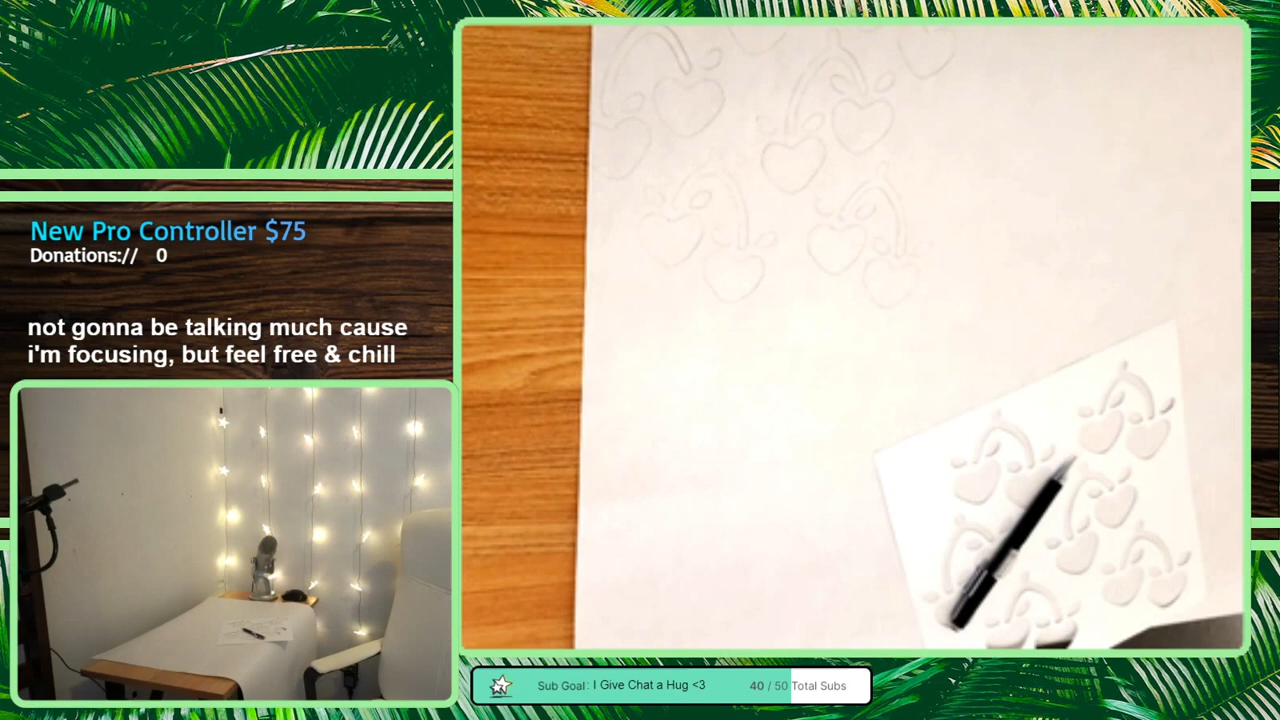 New Pro Controller $75
Donations:// 0
not gonna be talking much cause
i'm focusing, but feel free & chill
Sub Goal: I Give Chat a Hug <3 40 / 50 Total Subs